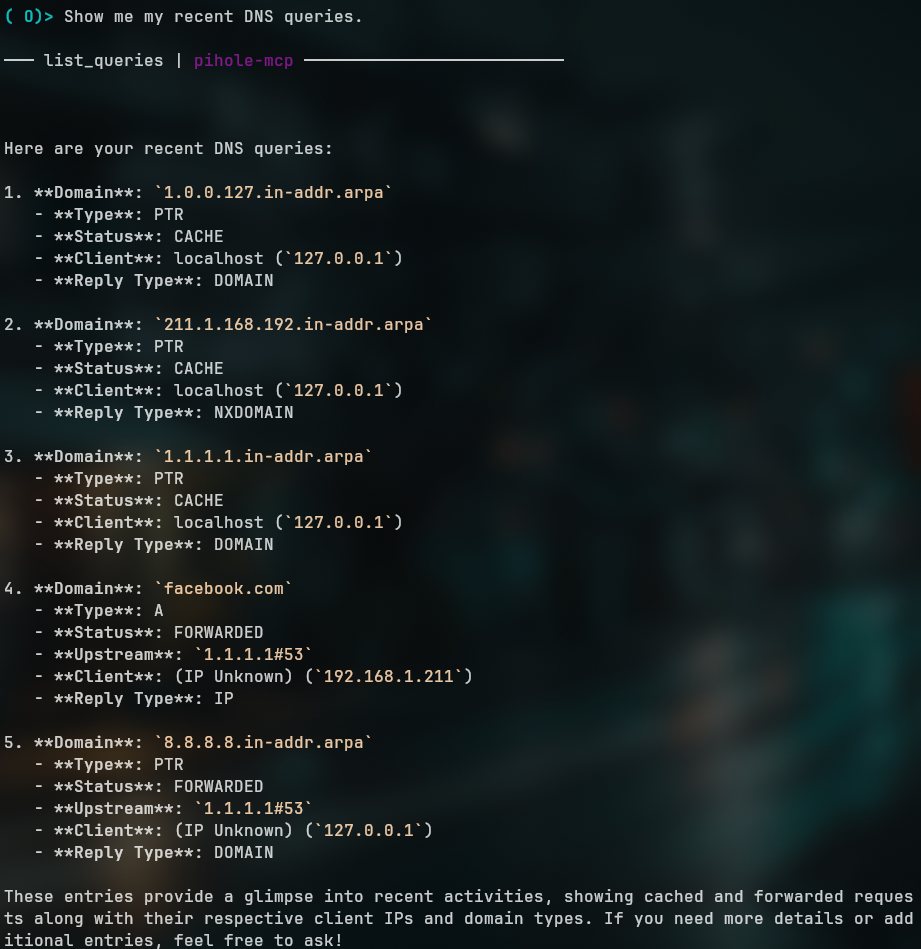 ( O)> Show me my recent DNS queries.
─── list_queries | pihole-mcp ──────────────────────────
Here are your recent DNS queries:
1. **Domain**: `1.0.0.127.in-addr.arpa`
   - **Type**: PTR
   - **Status**: CACHE
   - **Client**: localhost (`127.0.0.1`)
   - **Reply Type**: DOMAIN
2. **Domain**: `211.1.168.192.in-addr.arpa`
   - **Type**: PTR
   - **Status**: CACHE
   - **Client**: localhost (`127.0.0.1`)
   - **Reply Type**: NXDOMAIN
3. **Domain**: `1.1.1.1.in-addr.arpa`
   - **Type**: PTR
   - **Status**: CACHE
   - **Client**: localhost (`127.0.0.1`)
   - **Reply Type**: DOMAIN
4. **Domain**: `facebook.com`
   - **Type**: A
   - **Status**: FORWARDED
   - **Upstream**: `1.1.1.1#53`
   - **Client**: (IP Unknown) (`192.168.1.211`)
   - **Reply Type**: IP
5. **Domain**: `8.8.8.8.in-addr.arpa`
   - **Type**: PTR
   - **Status**: FORWARDED
   - **Upstream**: `1.1.1.1#53`
   - **Client**: (IP Unknown) (`127.0.0.1`)
   - **Reply Type**: DOMAIN
These entries provide a glimpse into recent activities, showing cached and forwarded reques
ts along with their respective client IPs and domain types. If you need more details or add
itional entries, feel free to ask!